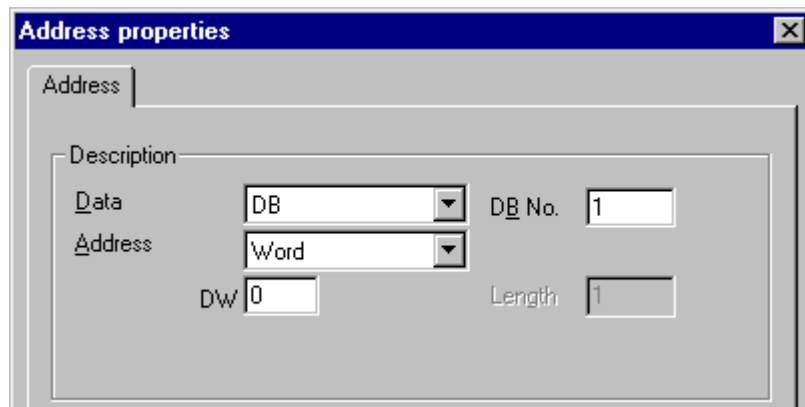 Address properties
Address
Description
Data DB DB No. 1
Address Word
DW 0 Length 1